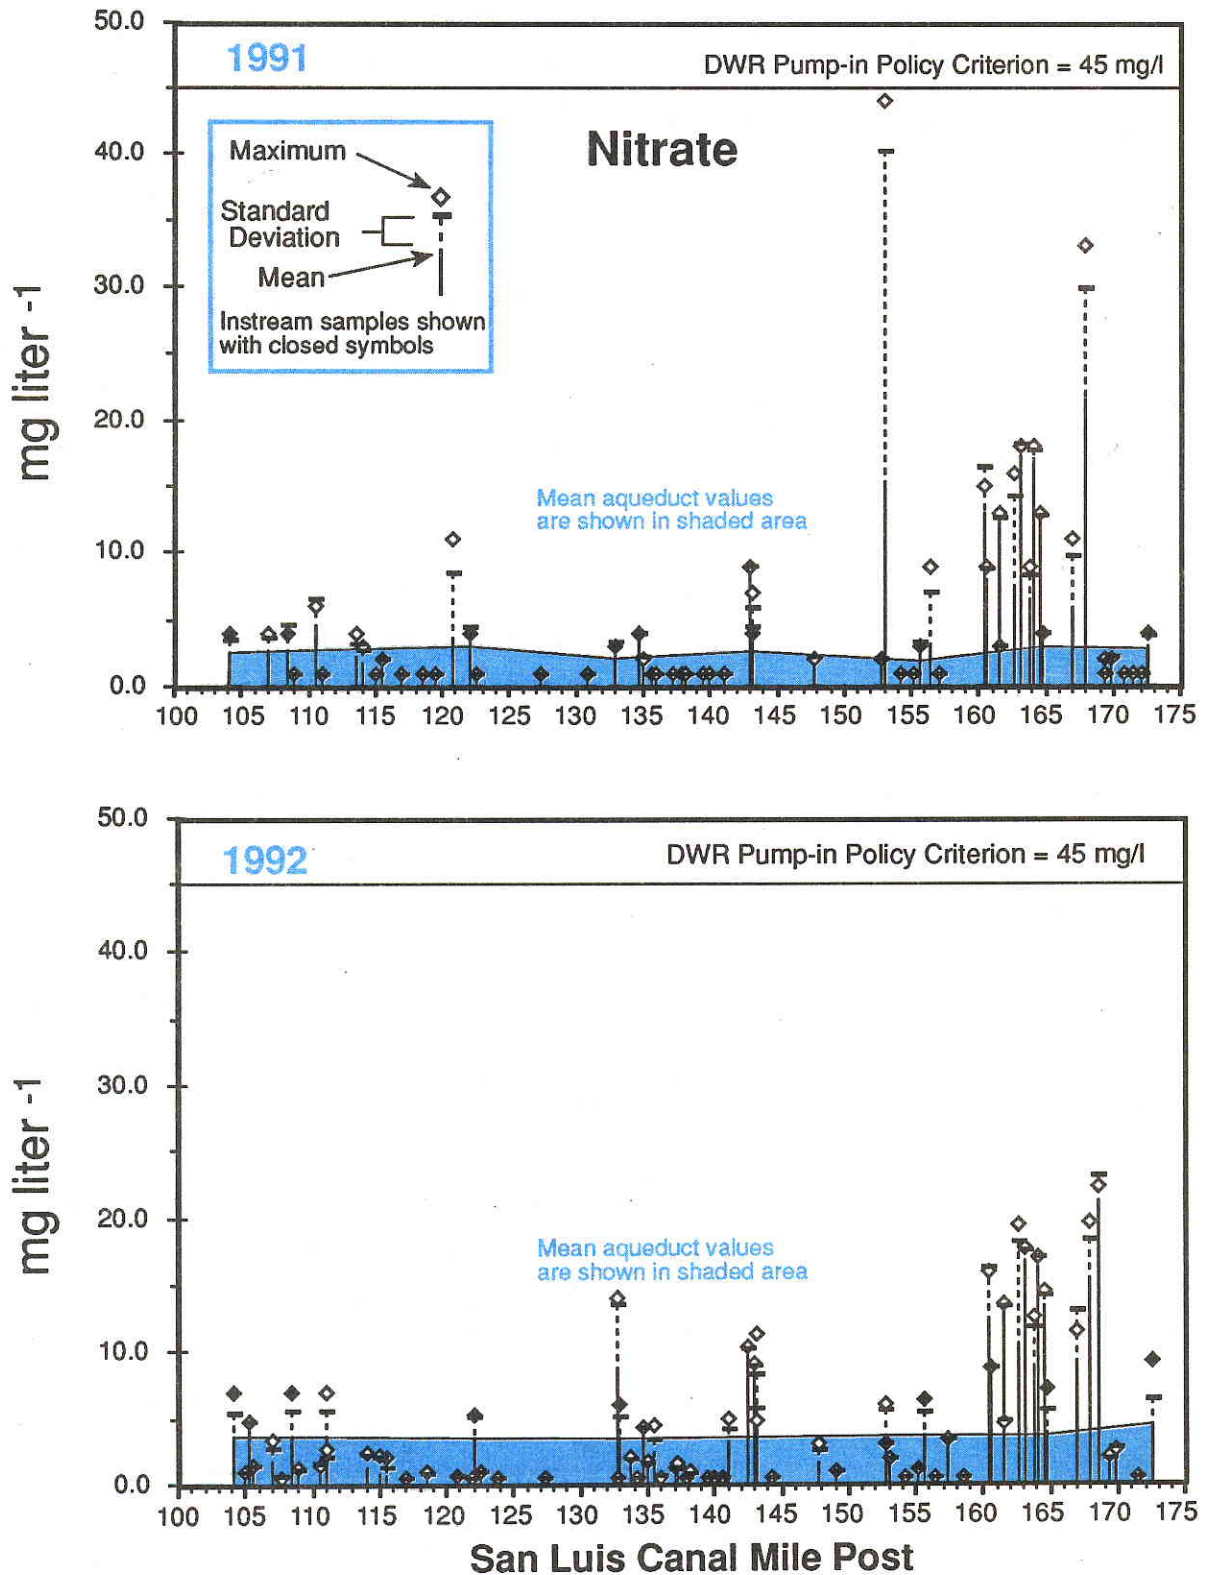 50.0
1991
DWR Pump-in Policy Criterion = 45 mg/l
Nitrate
Maximum
Standard
Deviation
Mean
Instream samples shown
with closed symbols
40.0
30.0
20.0
10.0
0.0
mg liter -1
Mean aqueduct values
are shown in shaded area
100 105 110 115 120 125 130 135 140 145 150 155 160 165 170 175
50.0
1992
DWR Pump-in Policy Criterion = 45 mg/l
40.0
30.0
20.0
10.0
0.0
mg liter -1
Mean aqueduct values
are shown in shaded area
100 105 110 115 120 125 130 135 140 145 150 155 160 165 170 175
San Luis Canal Mile Post